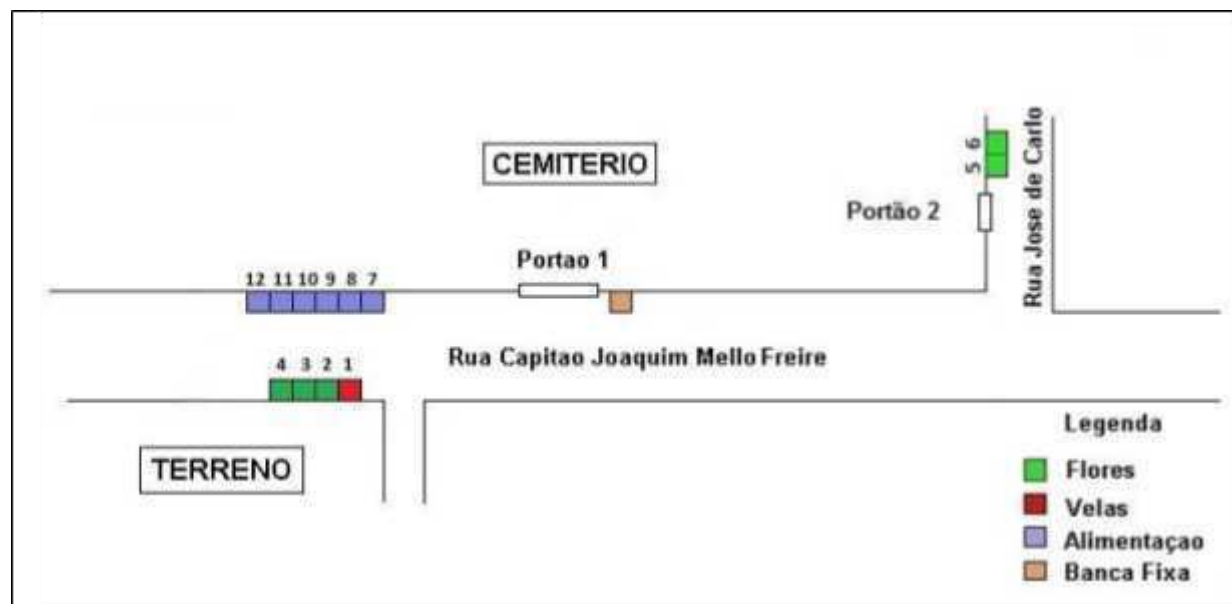 CEMITERIO
5 6
Rua Jose de Carlo
Portão 2
Portao 1
12 11 10 9 8 7
Rua Capitao Joaquim Mello Freire
4 3 2 1
TERRENO
Legenda
Flores
Velas
Alimentaçao
Banca Fixa